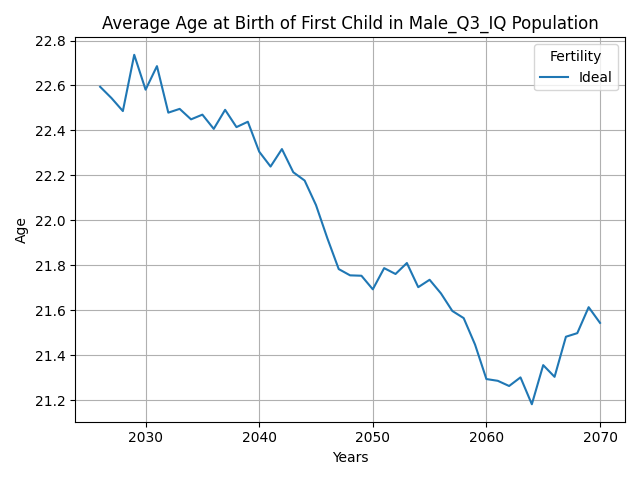 Average Age at Birth of First Child in Male_Q3_IQ Population
Fertility
Ideal
Age
22.8
22.6
22.4
22.2
22.0
21.8
21.6
21.4
21.2
2030 2040 2050 2060 2070
Years